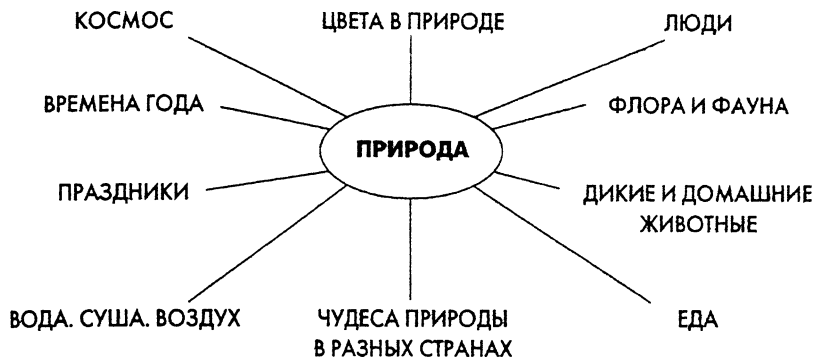 КОСМОС
ЦВЕТА В ПРИРОДЕ
ЛЮДИ
ВРЕМЕНА ГОДА
ФЛОРА И ФАУНА
ПРИРОДА
ПРАЗДНИКИ
ДИКИЕ И ДОМАШНИЕ
ЖИВОТНЫЕ
ВОДА. СУША. ВОЗДУХ
ЧУДЕСА ПРИРОДЫ
В РАЗНЫХ СТРАНАХ
ЕДА